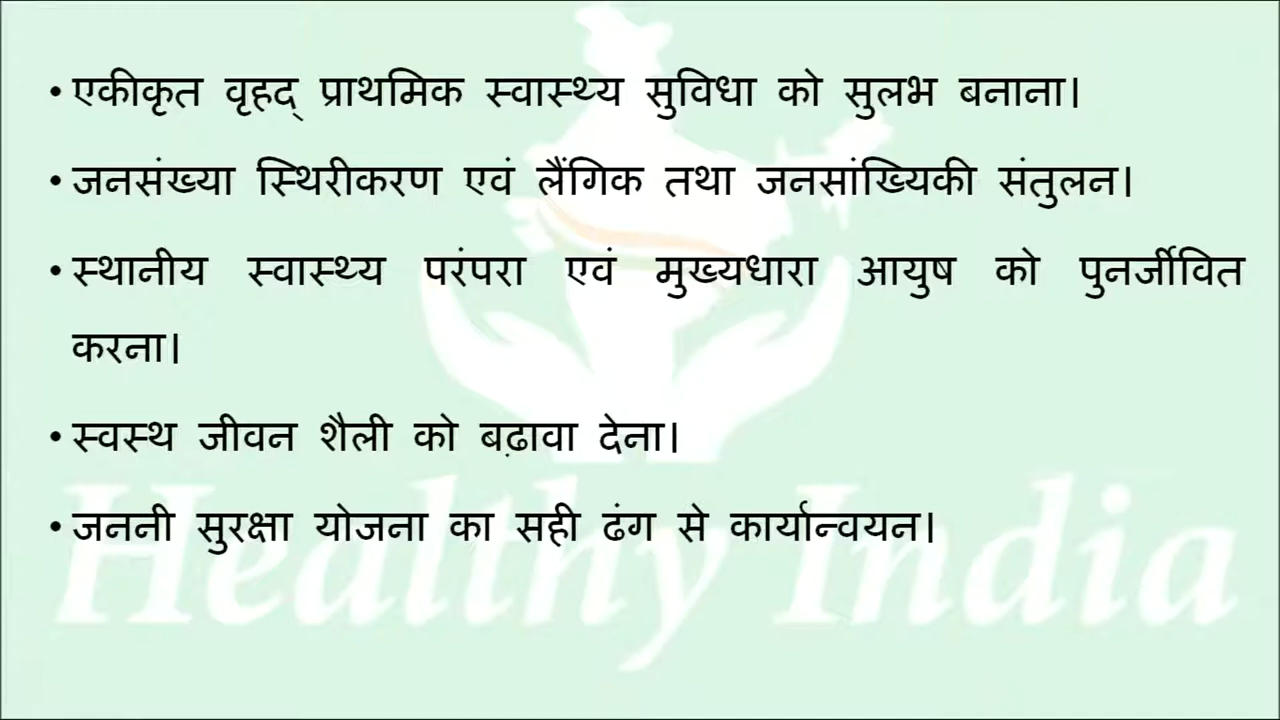 • एकीकृत वृहद् प्राथमिक स्वास्थ्य सुविधा को सुलभ बनाना।
• जनसंख्या स्थिरीकरण एवं लैंगिक तथा जनसांख्यिकी संतुलन।
• स्थानीय स्वास्थ्य परंपरा एवं मुख्यधारा आयुष को पुनर्जीवित
करना।
• स्वस्थ जीवन शैली को बढ़ावा देना।
• जननी सुरक्षा योजना का सही ढंग से कार्यान्वयन।
Healthy India